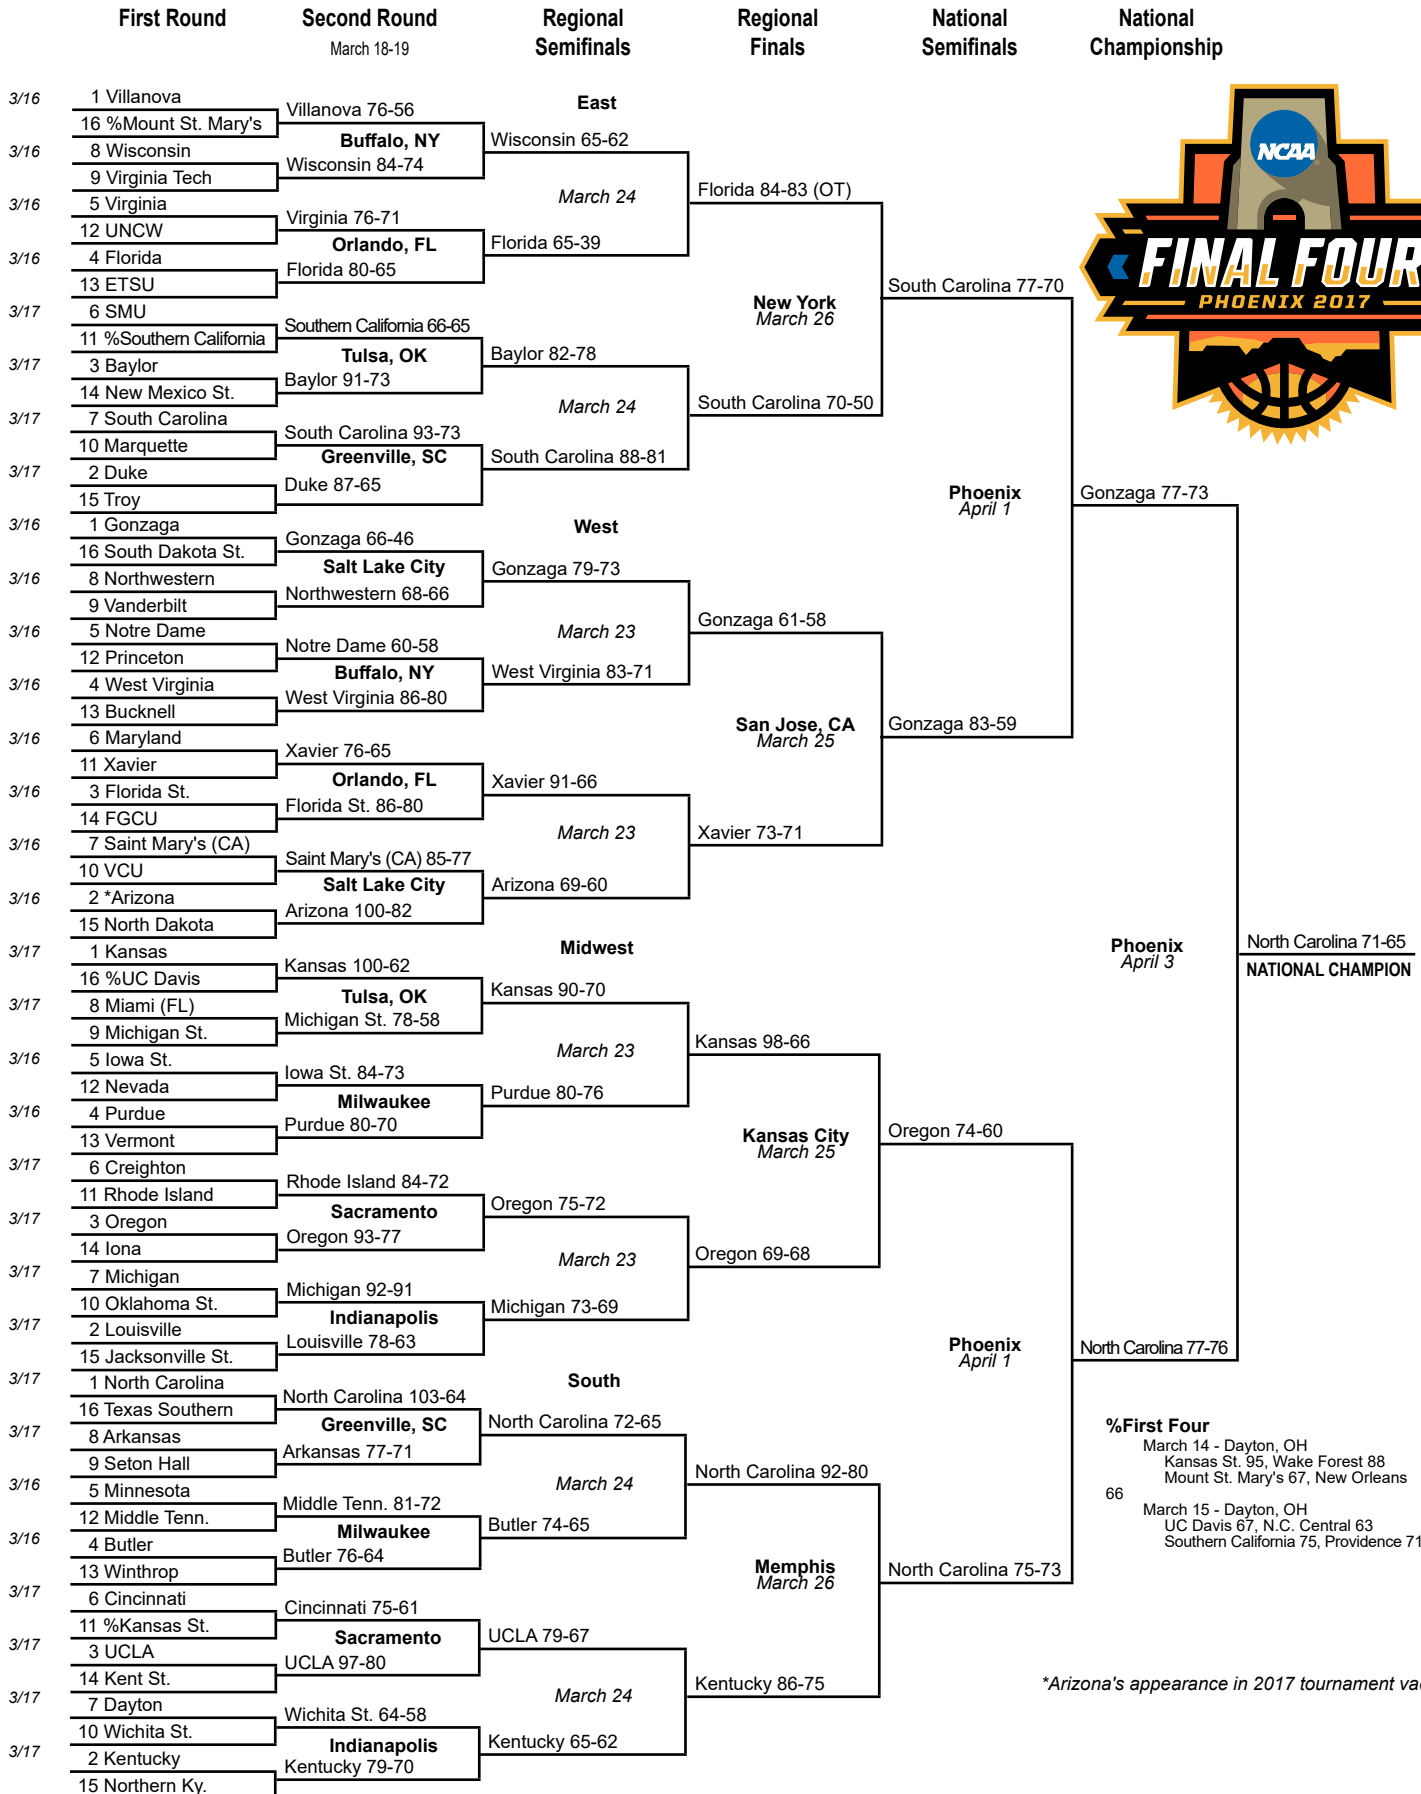 First Round
Second Round
Regional
Semifinals
Regional
Finals
National
Semifinals
National
Championship
March 18-19
3/16
1 Villanova
16 %Mount St. Mary's
3/16
8 Wisconsin
9 Virginia Tech
3/16
5 Virginia
12 UNCW
3/16
4 Florida
13 ETSU
3/17
6 SMU
11 %Southern California
3/17
3 Baylor
14 New Mexico St.
3/17
7 South Carolina
10 Marquette
3/17
2 Duke
15 Troy
3/16
1 Gonzaga
16 South Dakota St.
3/16
8 Northwestern
9 Vanderbilt
3/16
5 Notre Dame
12 Princeton
3/16
4 West Virginia
13 Bucknell
3/16
6 Maryland
11 Xavier
3/16
3 Florida St.
14 FGCU
3/16
7 Saint Mary's (CA)
10 VCU
3/16
2 *Arizona
15 North Dakota
3/17
1 Kansas
16 %UC Davis
3/17
8 Miami (FL)
9 Michigan St.
3/16
5 Iowa St.
12 Nevada
3/16
4 Purdue
13 Vermont
3/17
6 Creighton
11 Rhode Island
3/17
3 Oregon
14 Iona
3/17
7 Michigan
10 Oklahoma St.
3/17
2 Louisville
15 Jacksonville St.
3/17
1 North Carolina
16 Texas Southern
3/17
8 Arkansas
9 Seton Hall
3/16
5 Minnesota
12 Middle Tenn.
3/16
4 Butler
13 Winthrop
3/17
6 Cincinnati
11 %Kansas St.
3/17
3 UCLA
14 Kent St.
3/17
7 Dayton
10 Wichita St.
3/17
2 Kentucky
15 Northern Ky.
Villanova 76-56
Buffalo, NY
Wisconsin 84-74
Virginia 76-71
Orlando, FL
Florida 80-65
Southern California 66-65
Tulsa, OK
Baylor 91-73
South Carolina 93-73
Greenville, SC
Duke 87-65
Gonzaga 66-46
Salt Lake City
Northwestern 68-66
Notre Dame 60-58
Buffalo, NY
West Virginia 86-80
Xavier 76-65
Orlando, FL
Florida St. 86-80
Saint Mary's (CA) 85-77
Salt Lake City
Arizona 100-82
Kansas 100-62
Tulsa, OK
Michigan St. 78-58
Iowa St. 84-73
Milwaukee
Purdue 80-70
Rhode Island 84-72
Sacramento
Oregon 93-77
Michigan 92-91
Indianapolis
Louisville 78-63
North Carolina 103-64
Greenville, SC
Arkansas 77-71
Middle Tenn. 81-72
Milwaukee
Butler 76-64
Cincinnati 75-61
Sacramento
UCLA 97-80
Wichita St. 64-58
Indianapolis
Kentucky 79-70
East
Wisconsin 65-62
March 24
Florida 65-39
Baylor 82-78
March 24
South Carolina 88-81
West
Gonzaga 79-73
March 23
West Virginia 83-71
Xavier 91-66
March 23
Arizona 69-60
Midwest
Kansas 90-70
March 23
Purdue 80-76
Oregon 75-72
March 23
Michigan 73-69
South
North Carolina 72-65
March 24
Butler 74-65
UCLA 79-67
March 24
Kentucky 65-62
Florida 84-83 (OT)
New York
March 26
South Carolina 70-50
Gonzaga 61-58
San Jose, CA
March 25
Xavier 73-71
Kansas 98-66
Kansas City
March 25
Oregon 69-68
North Carolina 92-80
Memphis
March 26
Kentucky 86-75
South Carolina 77-70
Phoenix
April 1
Gonzaga 83-59
Oregon 74-60
Phoenix
April 1
North Carolina 75-73
Gonzaga 77-73
Phoenix
April 3
North Carolina 77-76
North Carolina 71-65
NATIONAL CHAMPION
NCAA
FINAL FOUR
PHOENIX 2017
%First Four
March 14 - Dayton, OH
Kansas St. 95, Wake Forest 88
Mount St. Mary's 67, New Orleans
66
March 15 - Dayton, OH
UC Davis 67, N.C. Central 63
Southern California 75, Providence 71
*Arizona's appearance in 2017 tournament